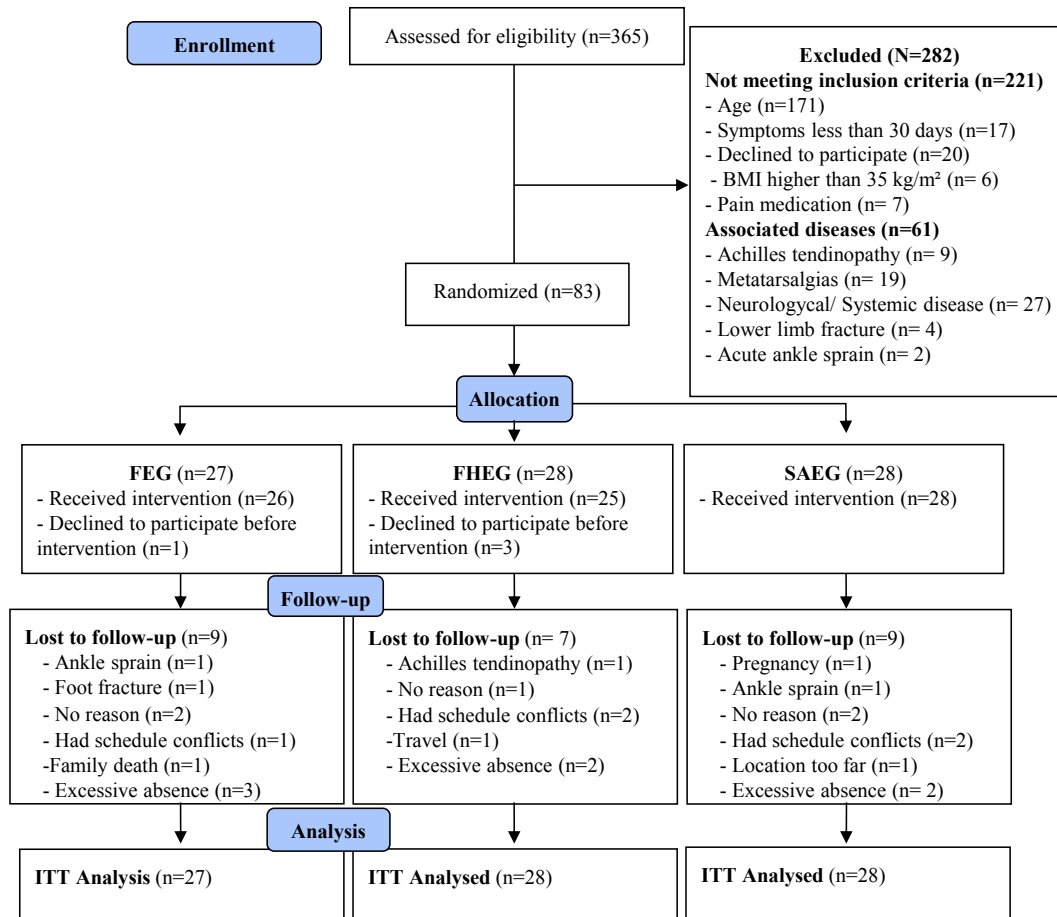 Enrollment
Assessed for eligibility (n=365)
Excluded (N=282)
Not meeting inclusion criteria (n=221)
- Age (n=171)
- Symptoms less than 30 days (n=17)
- Declined to participate (n=20)
- BMI higher than 35 kg/m² (n= 6)
- Pain medication (n= 7)
Associated diseases (n=61)
- Achilles tendinopathy (n= 9)
- Metatarsalgias (n= 19)
- Neurologycal/ Systemic disease (n= 27)
- Lower limb fracture (n= 4)
- Acute ankle sprain (n= 2)
Randomized (n=83)
Allocation
FEG (n=27)
- Received intervention (n=26)
- Declined to participate before
intervention (n=1)
FHEG (n=28)
- Received intervention (n=25)
- Declined to participate before
intervention (n=3)
SAEG (n=28)
- Received intervention (n=28)
Follow-up
Lost to follow-up (n=9)
- Ankle sprain (n=1)
- Foot fracture (n=1)
- No reason (n=2)
- Had schedule conflicts (n=1)
-Family death (n=1)
- Excessive absence (n=3)
Lost to follow-up (n= 7)
- Achilles tendinopathy (n=1)
- No reason (n=1)
- Had schedule conflicts (n=2)
-Travel (n=1)
- Excessive absence (n=2)
Lost to follow-up (n=9)
- Pregnancy (n=1)
- Ankle sprain (n=1)
- No reason (n=2)
- Had schedule conflicts (n=2)
- Location too far (n=1)
- Excessive absence (n= 2)
Analysis
ITT Analysis (n=27)
ITT Analysed (n=28)
ITT Analysed (n=28)